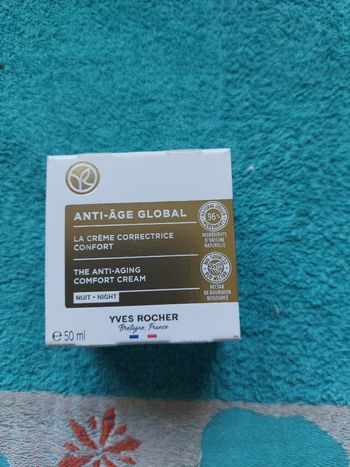 ANTI-ÂGE GLOBAL
LA CRÈME CORRECTRICE
CONFORT
THE ANTI-AGING
COMFORT CREAM
NUIT • NIGHT
96%
INGRÉDIENTS
D'ORIGINE
NATURELLE
NECTAR
DE BOURGEON
BIOSOURCÉ
YVES ROCHER
Bretagne, France
℮ 50 ml